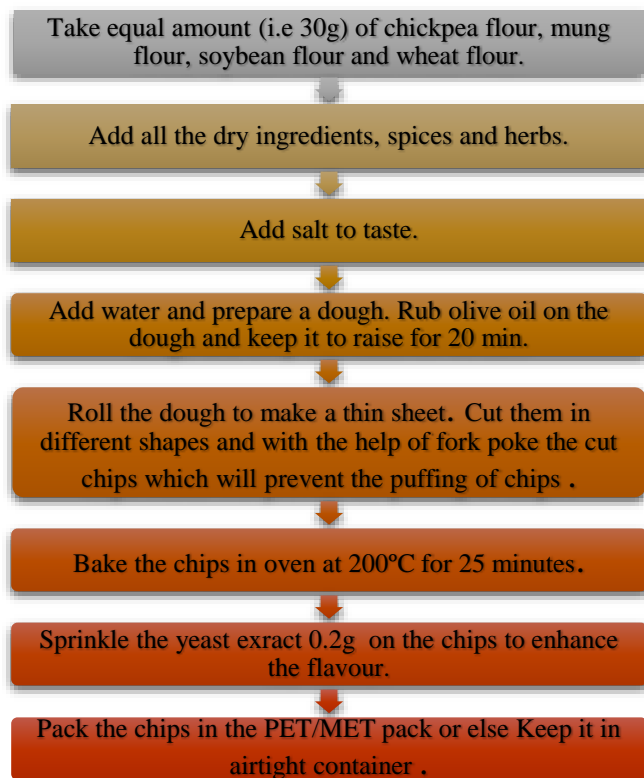 Take equal amount (i.e 30g) of chickpea flour, mung
flour, soybean flour and wheat flour.
Add all the dry ingredients, spices and herbs.
Add salt to taste.
Add water and prepare a dough. Rub olive oil on the
dough and keep it to raise for 20 min.
Roll the dough to make a thin sheet. Cut them in
different shapes and with the help of fork poke the cut
chips which will prevent the puffing of chips .
Bake the chips in oven at 200ºC for 25 minutes.
Sprinkle the yeast exract 0.2g on the chips to enhance
the flavour.
Pack the chips in the PET/MET pack or else Keep it in
airtight container .